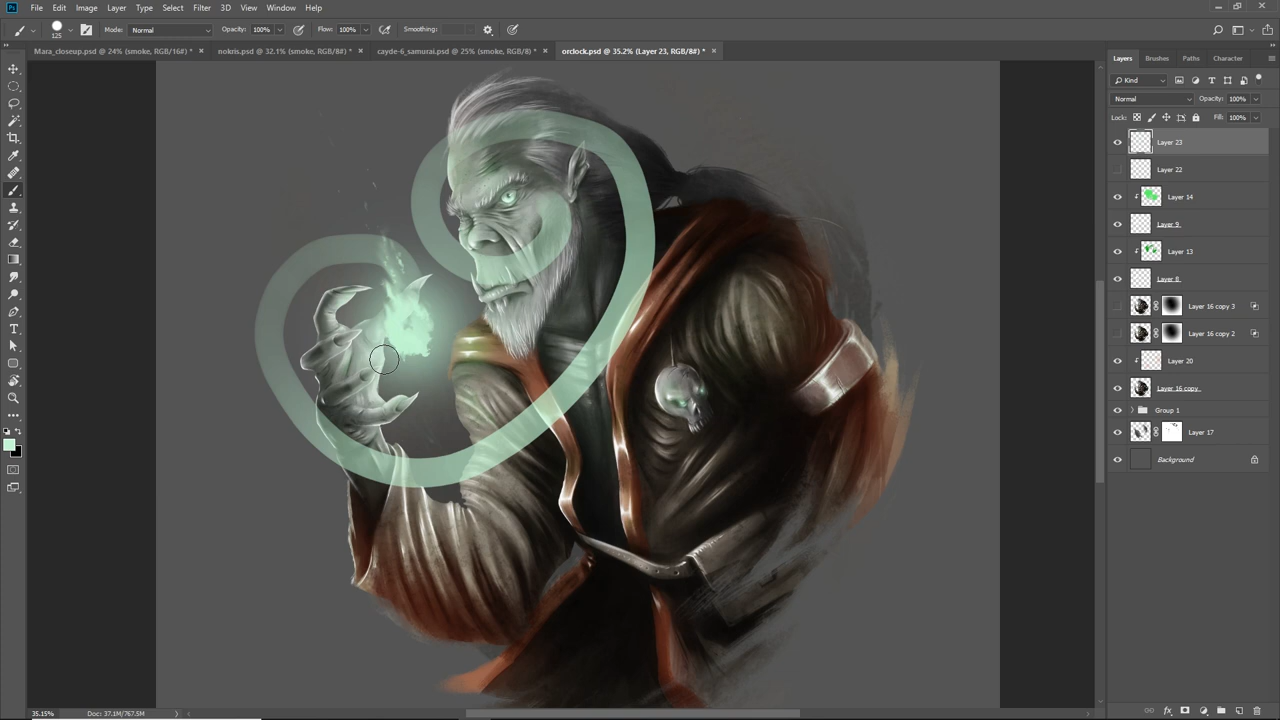 Ps File Edit Image Layer Type Select Filter 3D View Window Help
125 Mode: Normal Opacity: 100% Flow: 100% Smoothing:
Mara_closeup.psd @ 24% (smoke, RGB/16#) * × nokris.psd @ 32.1% (smoke, RGB/8#) * × cayde-6_samurai.psd @ 25% (smoke, RGB/8) * × orclock.psd @ 35.2% (Layer 23, RGB/8#) * ×
Layers Brushes Paths Character
Kind
Normal Opacity: 100%
Lock: Fill: 100%
Layer 23
Layer 22
Layer 14
Layer 9
Layer 13
Layer 8
Layer 16 copy 3
Layer 16 copy 2
Layer 20
Layer 16 copy
Group 1
Layer 17
Background
35.15% Doc: 37.1M/767.5M